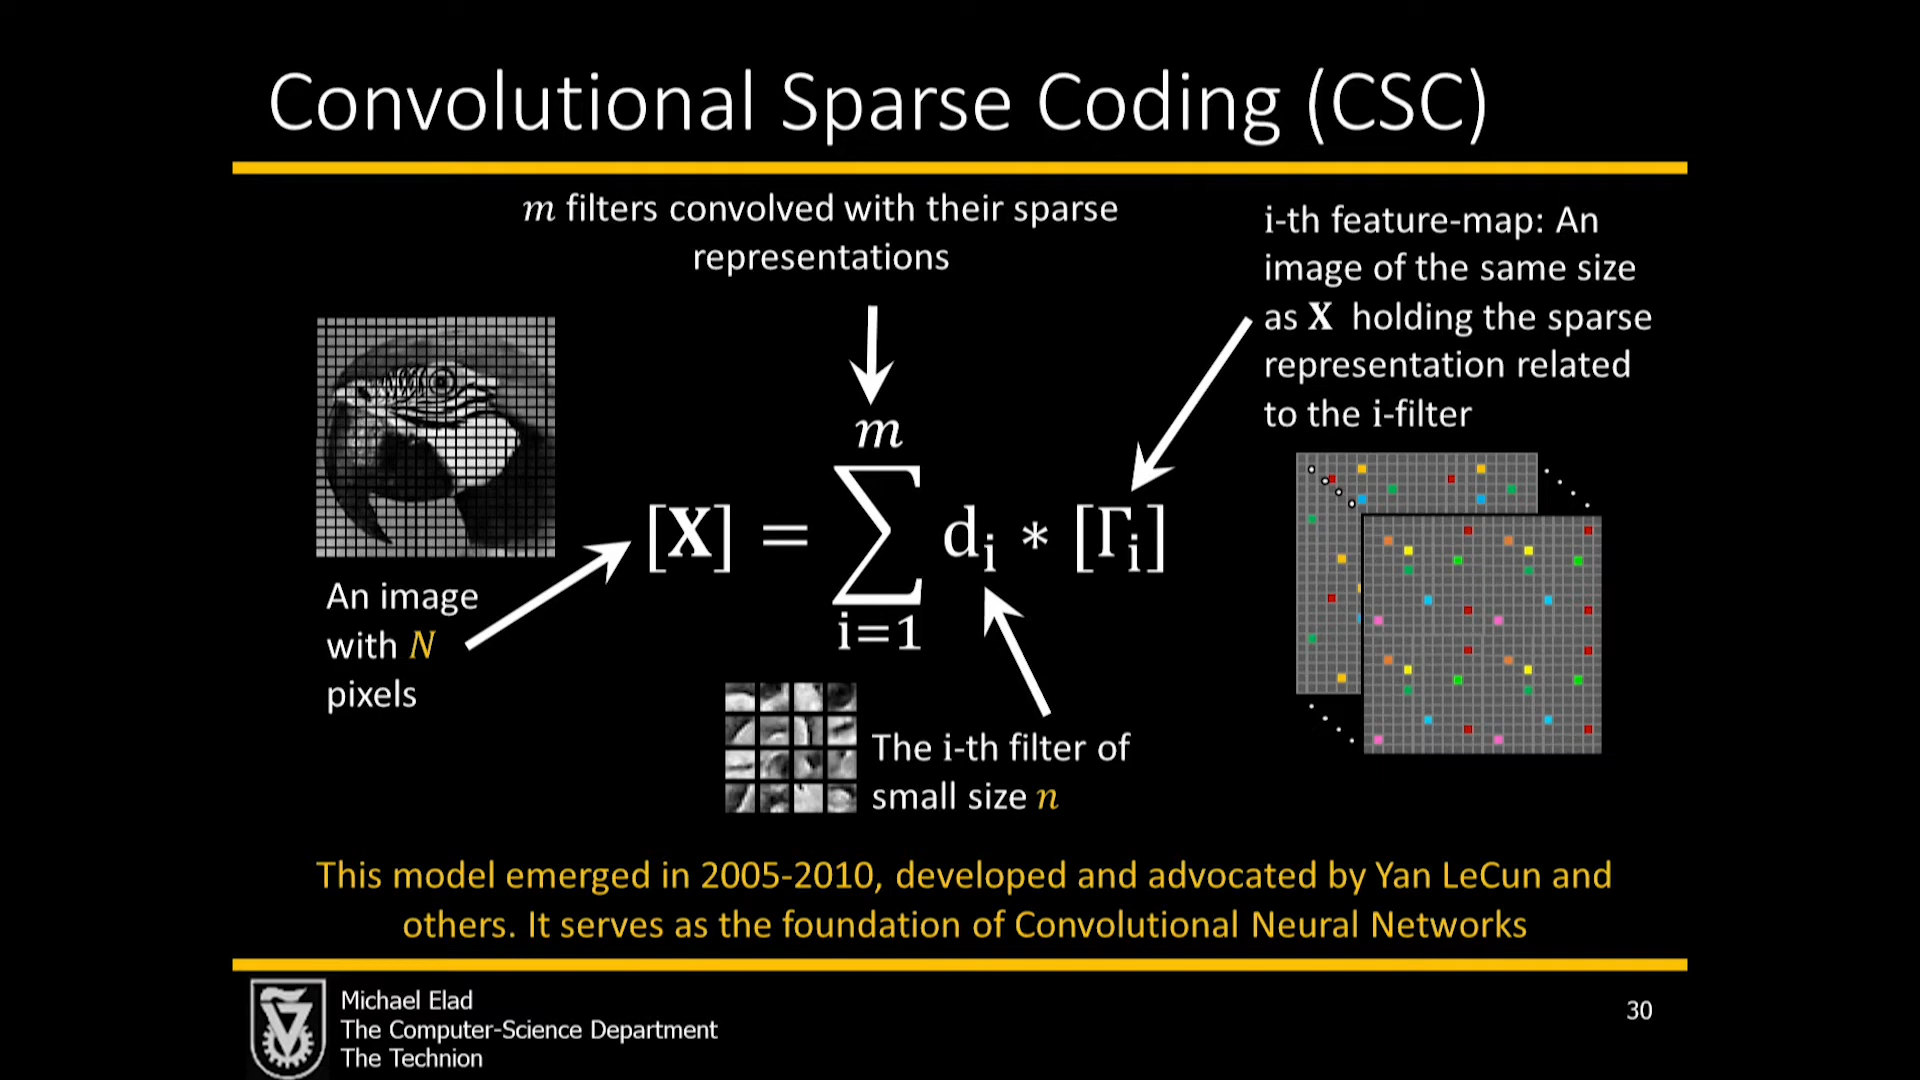 Convolutional Sparse Coding (CSC)
m filters convolved with their sparse
representations
i-th feature-map: An
image of the same size
as X holding the sparse
representation related
to the i-filter
[X] = ∑ᵢ₌₁ᵐ dᵢ ∗ [Γᵢ]
An image
with N
pixels
The i-th filter of
small size n
This model emerged in 2005-2010, developed and advocated by Yan LeCun and
others. It serves as the foundation of Convolutional Neural Networks
Michael Elad
The Computer-Science Department
The Technion
30